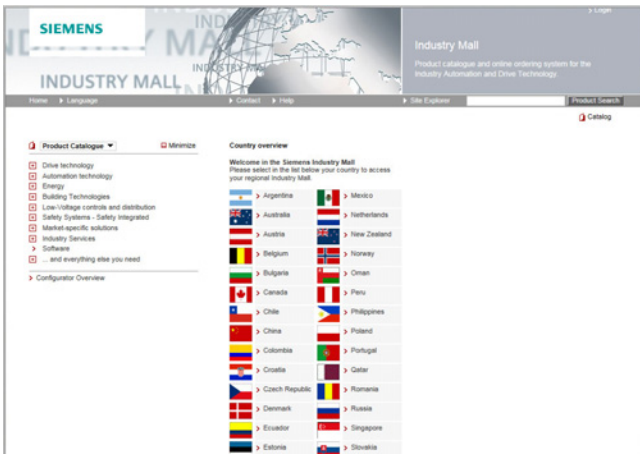 > Login
SIEMENS
INDUSTRY MALL
Industry Mall
Product catalogue and online ordering system for the
Industry Automation and Drive Technology.
Home > Language > Contact > Help > Site Explorer Product Search
Catalog
Product Catalogue
Minimize
Drive technology
Automation technology
Energy
Building Technologies
Low-Voltage controls and distribution
Safety Systems - Safety Integrated
Market-specific solutions
Industry Services
> Software
... and everything else you need
> Configurator Overview
Country overview
Welcome in the Siemens Industry Mall
Please select in the list below your country to access
your regional Industry Mall.
> Argentina > Mexico
> Australia > Netherlands
> Austria > New Zealand
> Belgium > Norway
> Bulgaria > Oman
> Canada > Peru
> Chile > Philippines
> China > Poland
> Colombia > Portugal
> Croatia > Qatar
> Czech Republic > Romania
> Denmark > Russia
> Ecuador > Singapore
> Estonia > Slovakia